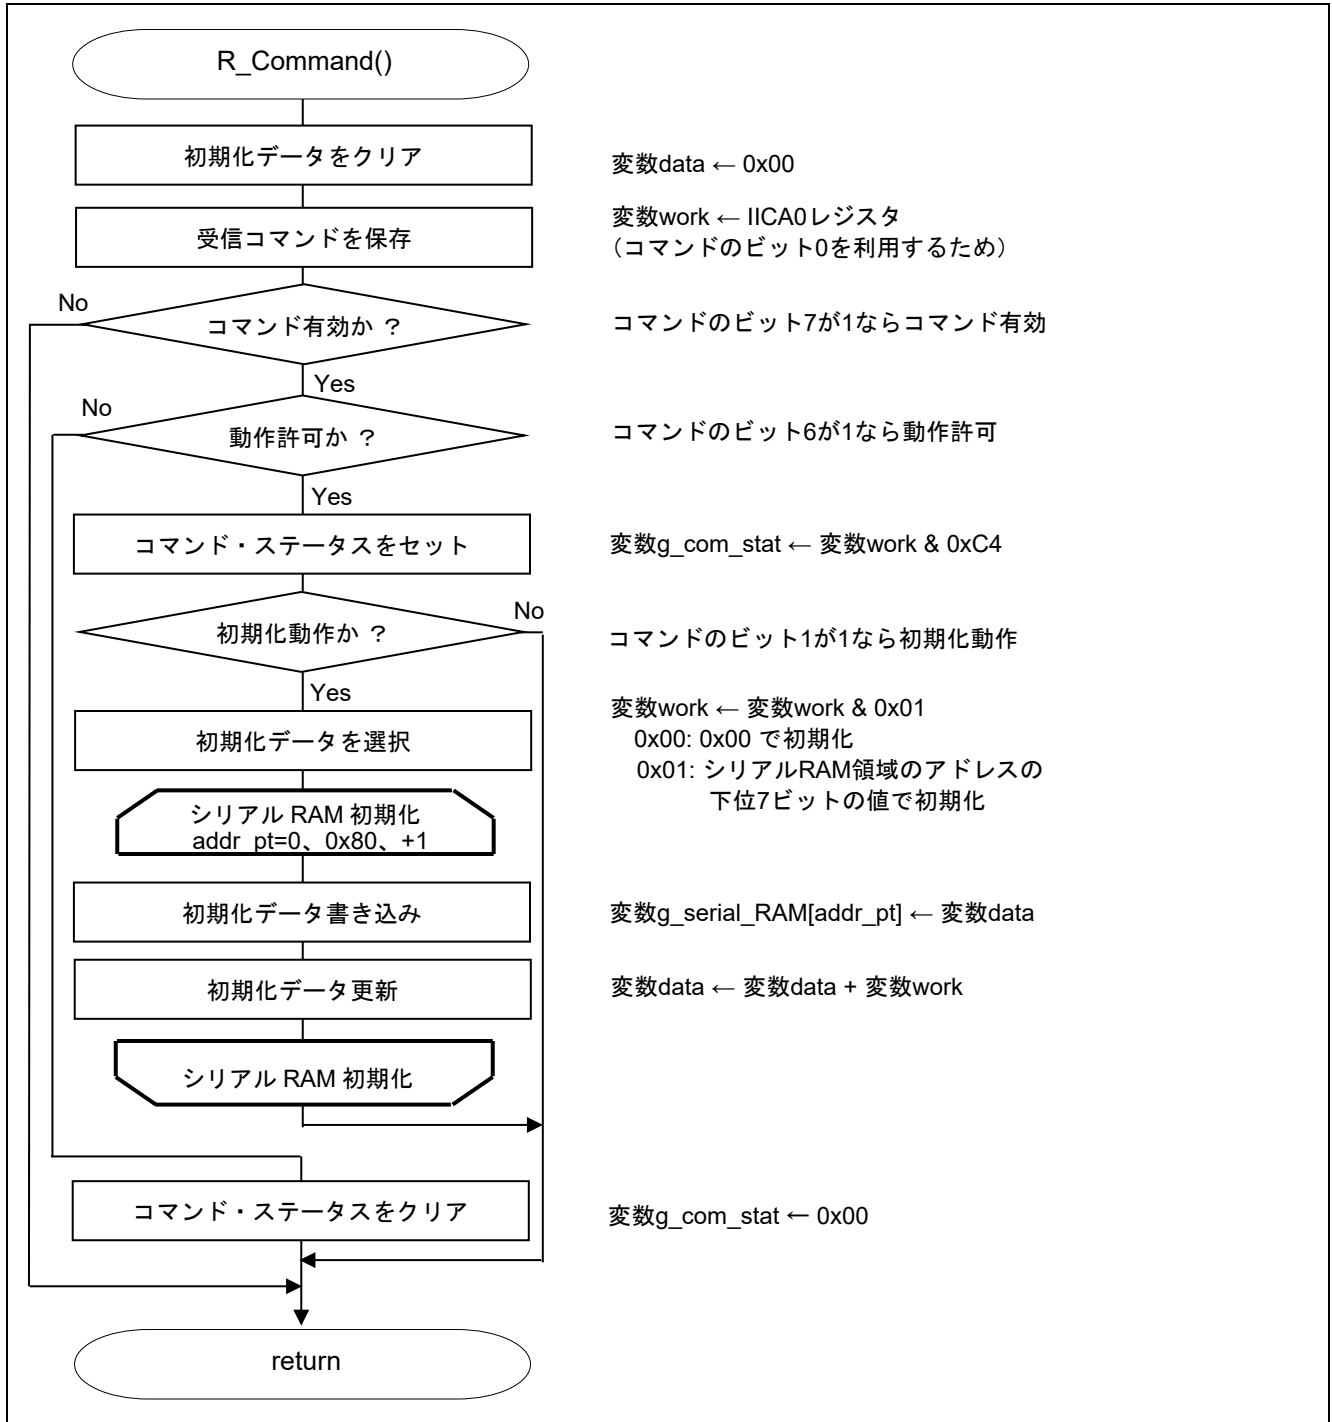 R_Command()
初期化データをクリア
変数data ← 0x00
受信コマンドを保存
変数work ← IICA0レジスタ
（コマンドのビット0を利用するため）
No
コマンド有効か ？
コマンドのビット7が1ならコマンド有効
Yes
No
動作許可か ？
コマンドのビット6が1なら動作許可
Yes
コマンド・ステータスをセット
変数g_com_stat ← 変数work & 0xC4
No
初期化動作か ？
コマンドのビット1が1なら初期化動作
Yes
初期化データを選択
変数work ← 変数work & 0x01
0x00: 0x00 で初期化
0x01: シリアルRAM領域のアドレスの
下位7ビットの値で初期化
シリアル RAM 初期化
addr_pt=0、0x80、+1
初期化データ書き込み
変数g_serial_RAM[addr_pt] ← 変数data
初期化データ更新
変数data ← 変数data + 変数work
シリアル RAM 初期化
コマンド・ステータスをクリア
変数g_com_stat ← 0x00
return